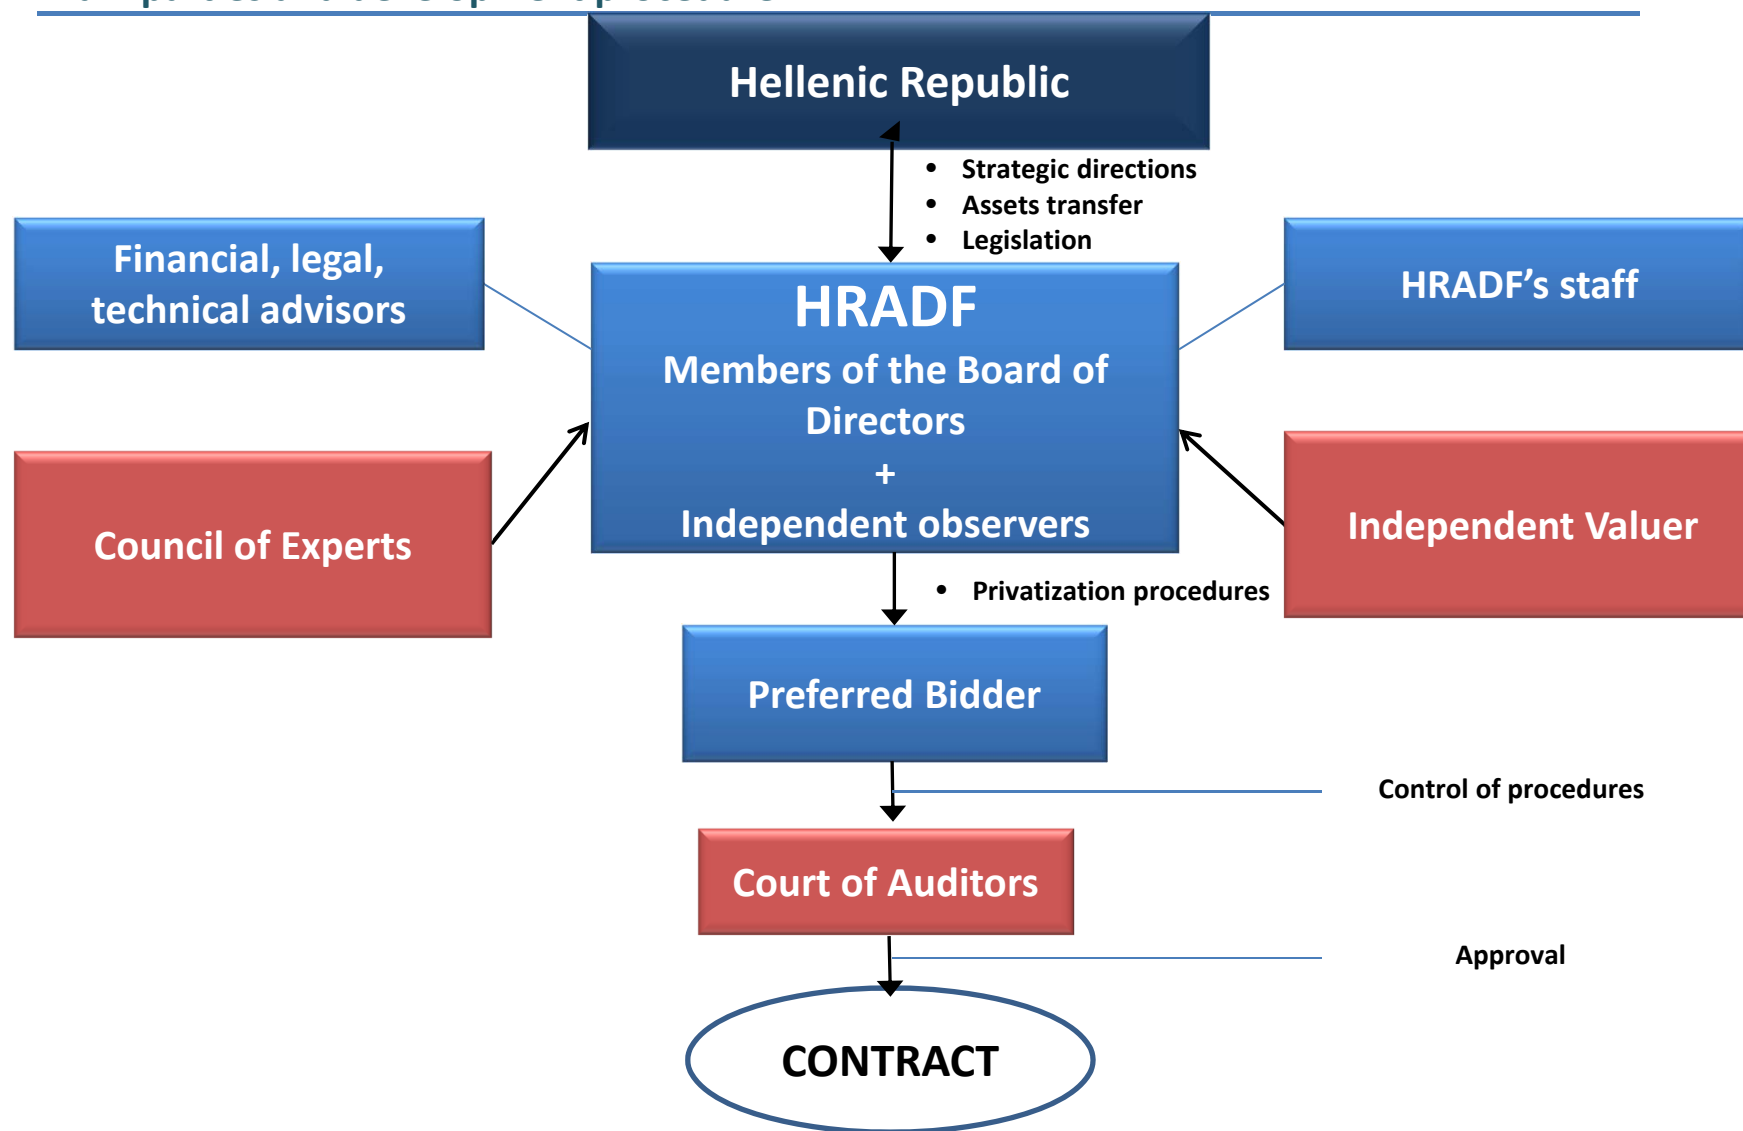 Hellenic Republic
• Strategic directions
• Assets transfer
• Legislation
Financial, legal,
technical advisors
HRADF's staff
HRADF
Members of the Board of
Directors
+
Independent observers
Council of Experts
Independent Valuer
• Privatization procedures
Preferred Bidder
Control of procedures
Court of Auditors
Approval
CONTRACT